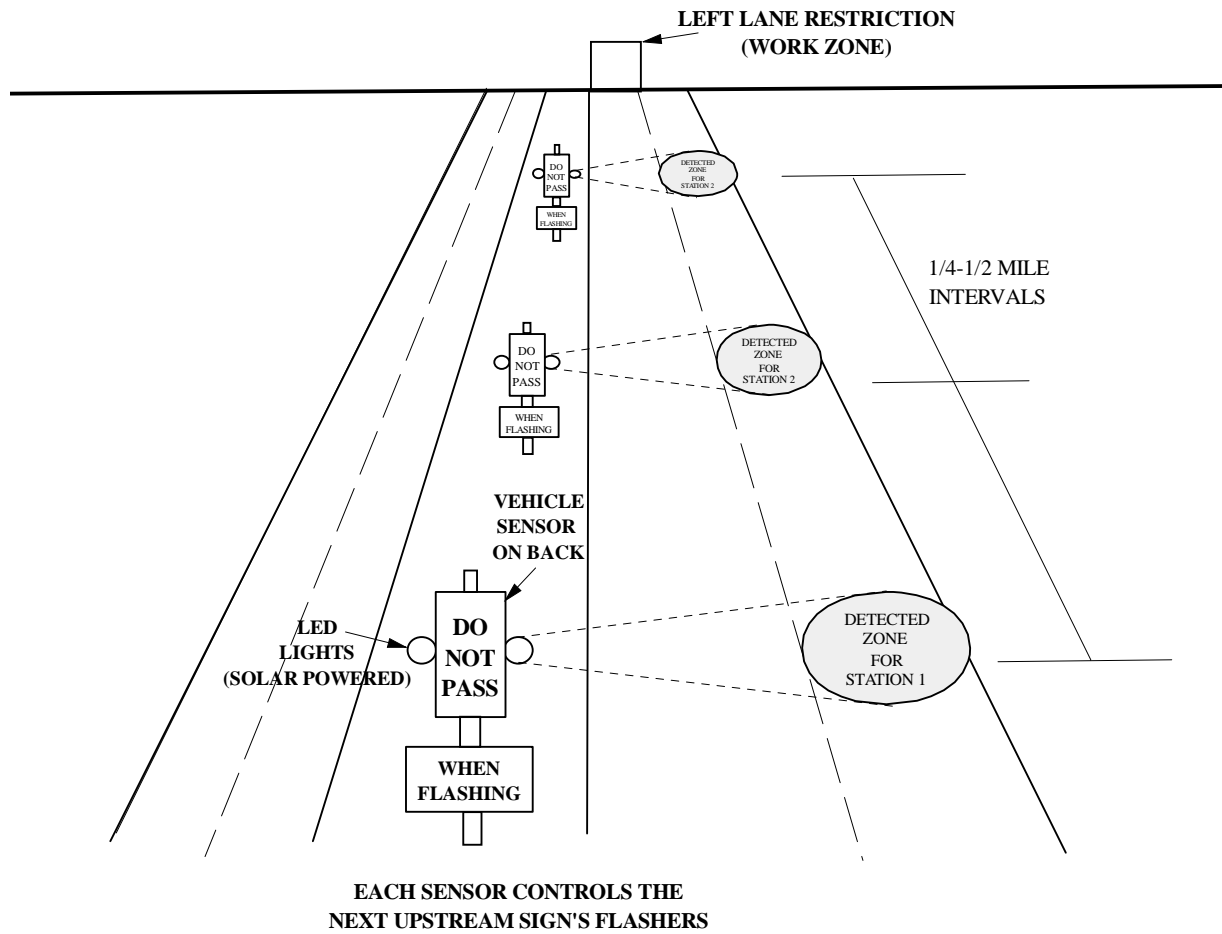 LEFT LANE RESTRICTION
(WORK ZONE)
DO
NOT
PASS
WHEN
FLASHING
DETECTED
ZONE
FOR
STATION 2
1/4-1/2 MILE
INTERVALS
DO
NOT
PASS
WHEN
FLASHING
DETECTED
ZONE
FOR
STATION 2
VEHICLE
SENSOR
ON BACK
LED
LIGHTS
(SOLAR POWERED)
DO
NOT
PASS
WHEN
FLASHING
DETECTED
ZONE
FOR
STATION 1
EACH SENSOR CONTROLS THE
NEXT UPSTREAM SIGN'S FLASHERS